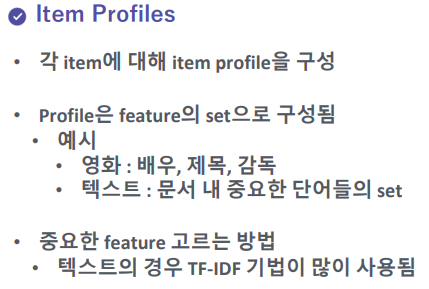 Item Profiles
• 각 item에 대해 item profile을 구성
• Profile은 feature의 set으로 구성됨
• 예시
• 영화 : 배우, 제목, 감독
• 텍스트 : 문서 내 중요한 단어들의 set
• 중요한 feature 고르는 방법
• 텍스트의 경우 TF-IDF 기법이 많이 사용됨